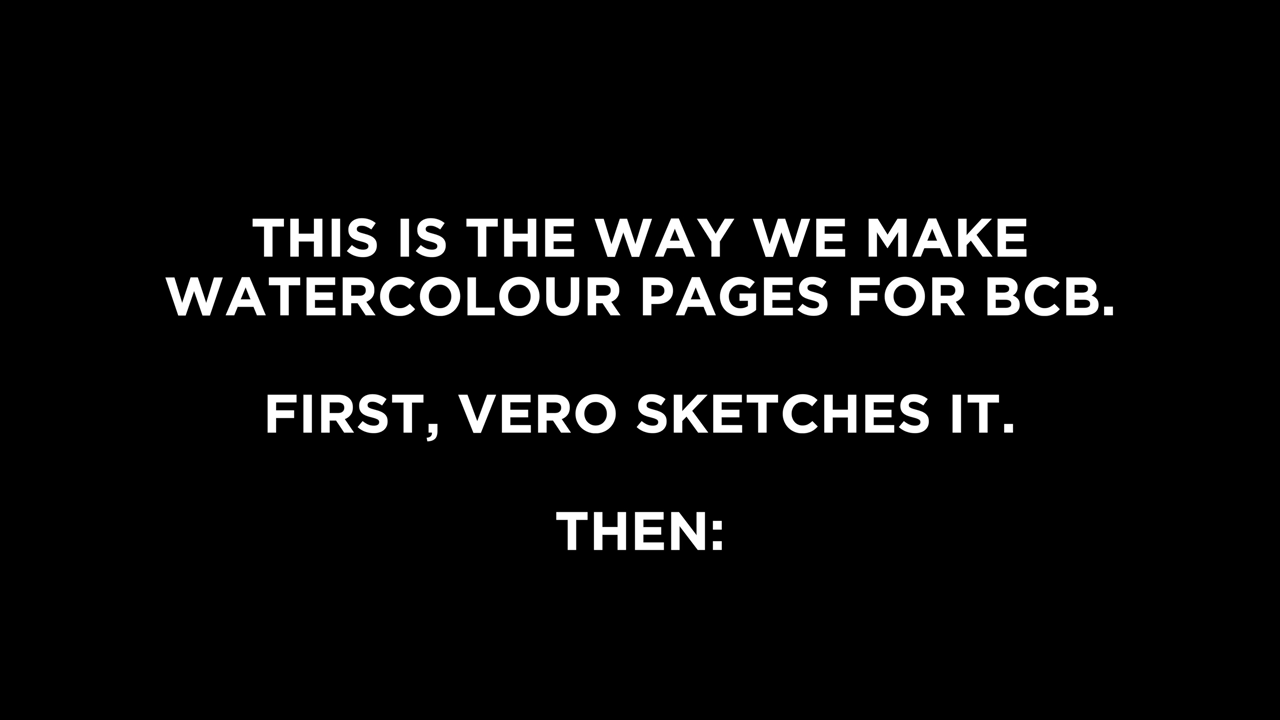 THIS IS THE WAY WE MAKE
WATERCOLOUR PAGES FOR BCB.
FIRST, VERO SKETCHES IT.
THEN: